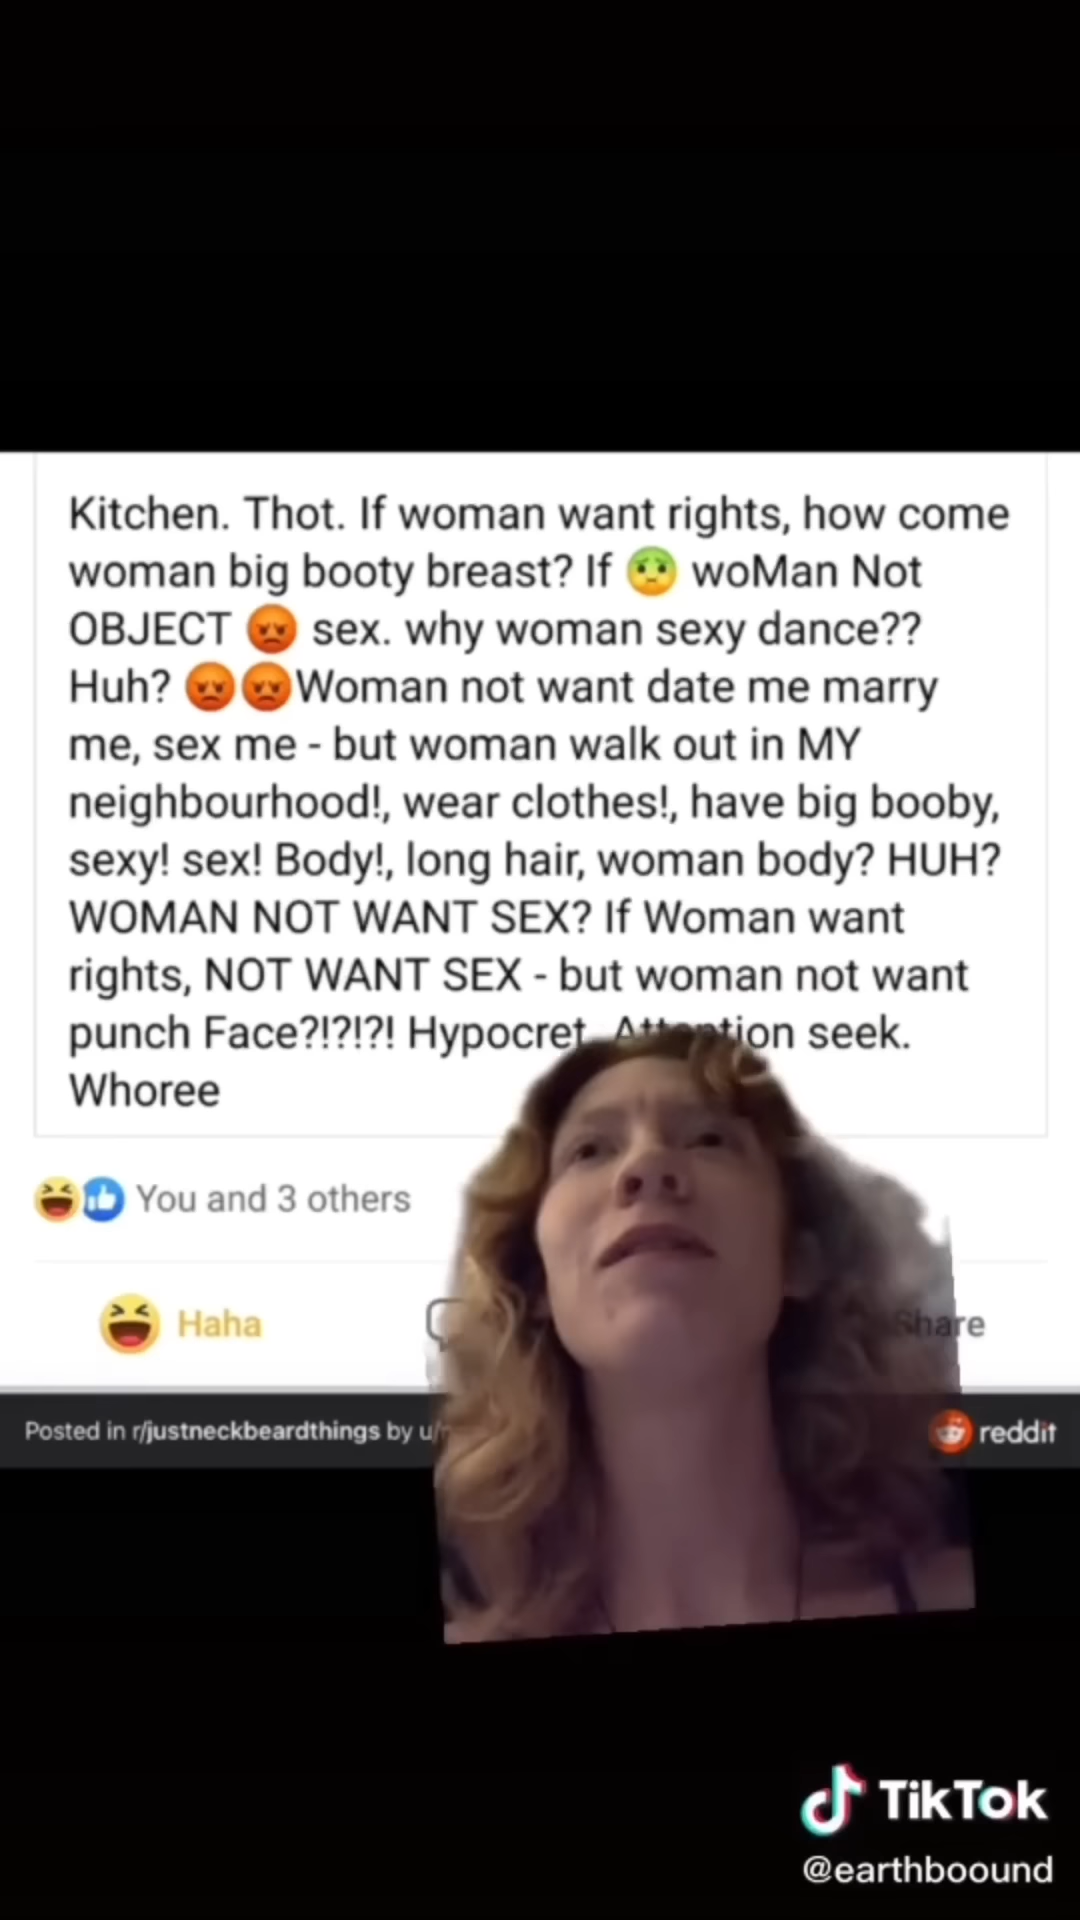 Kitchen. Thot. If woman want rights, how come
woman big booty breast? If 🤢 woMan Not
OBJECT 😡 sex. why woman sexy dance??
Huh? 😡😡Woman not want date me marry
me, sex me - but woman walk out in MY
neighbourhood!, wear clothes!, have big booby,
sexy! sex! Body!, long hair, woman body? HUH?
WOMAN NOT WANT SEX? If Woman want
rights, NOT WANT SEX - but woman not want
punch Face?!?!?! Hypocret. Attention seek.
Whoree
You and 3 others
Haha
Share
Posted in r/justneckbeardthings by u/
reddit
TikTok
@earthboound